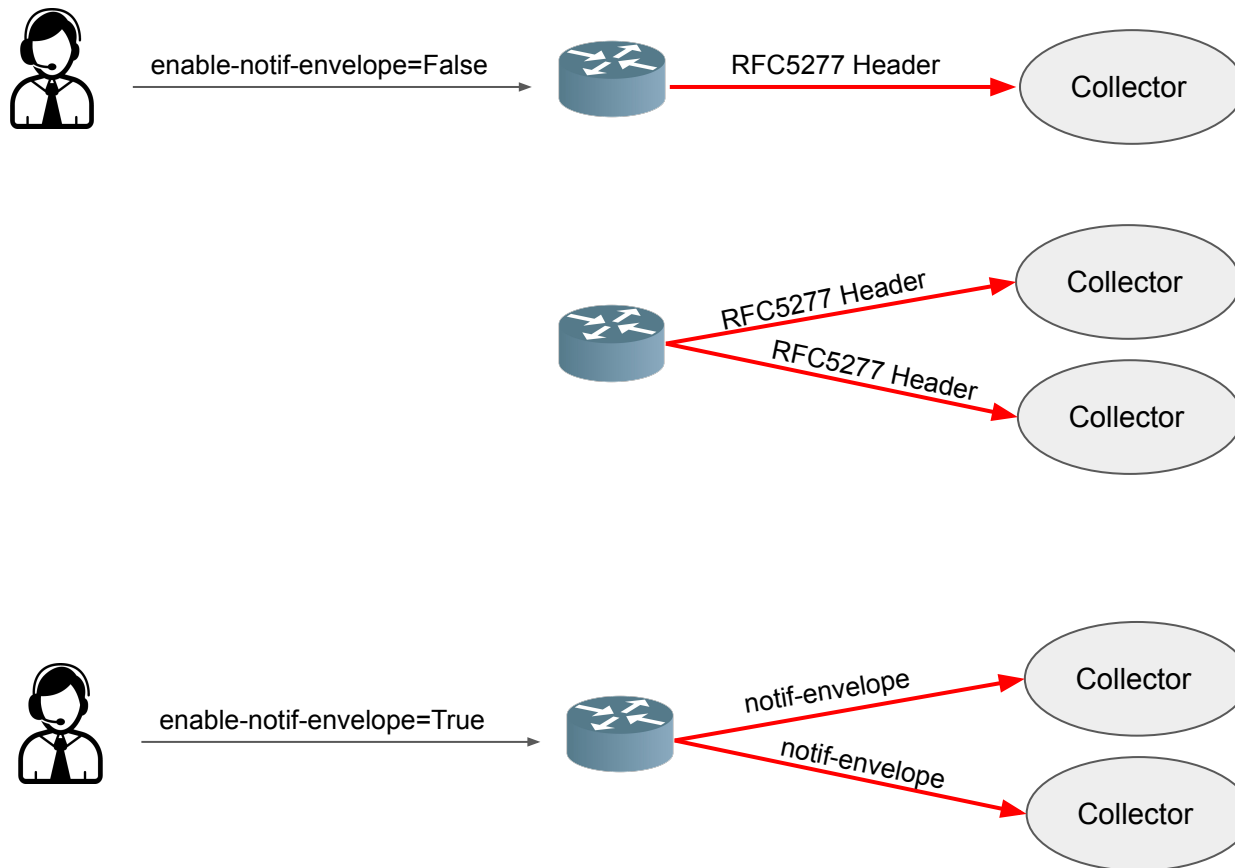 enable-notif-envelope=False
RFC5277 Header
Collector
RFC5277 Header
Collector
RFC5277 Header
Collector
enable-notif-envelope=True
notif-envelope
Collector
notif-envelope
Collector